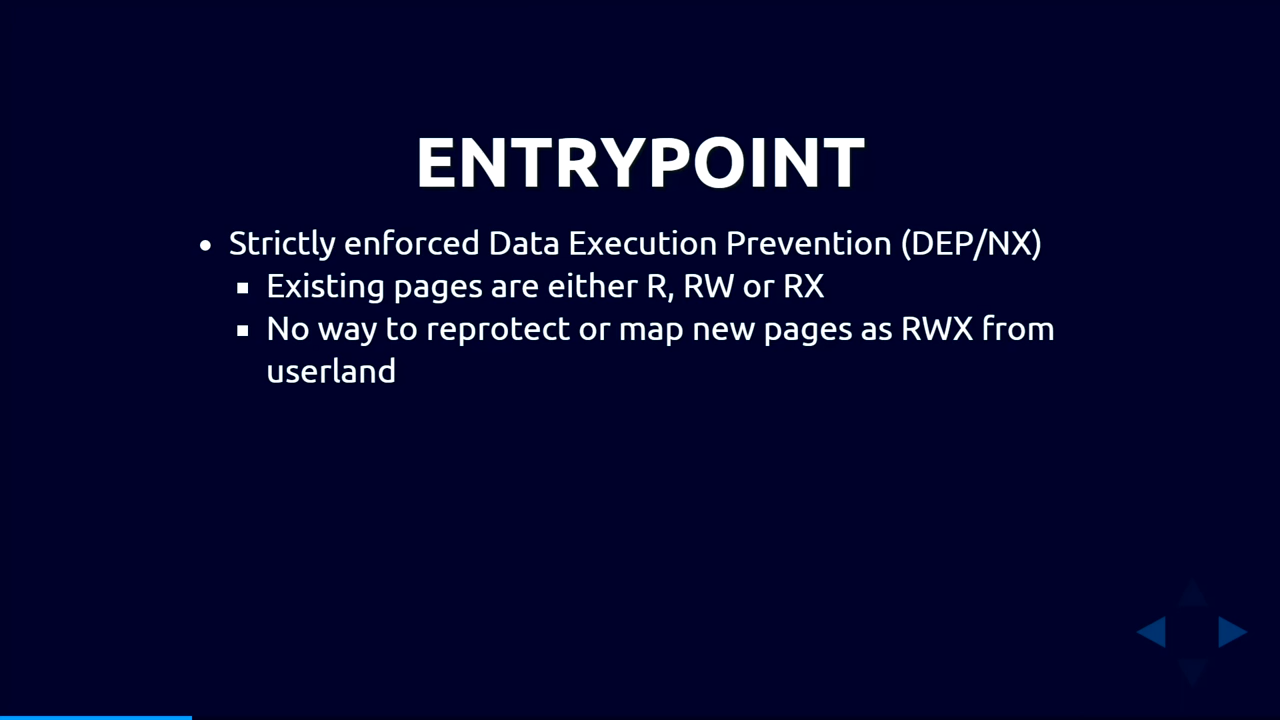 ENTRYPOINT
• Strictly enforced Data Execution Prevention (DEP/NX)
▪ Existing pages are either R, RW or RX
▪ No way to reprotect or map new pages as RWX from
userland